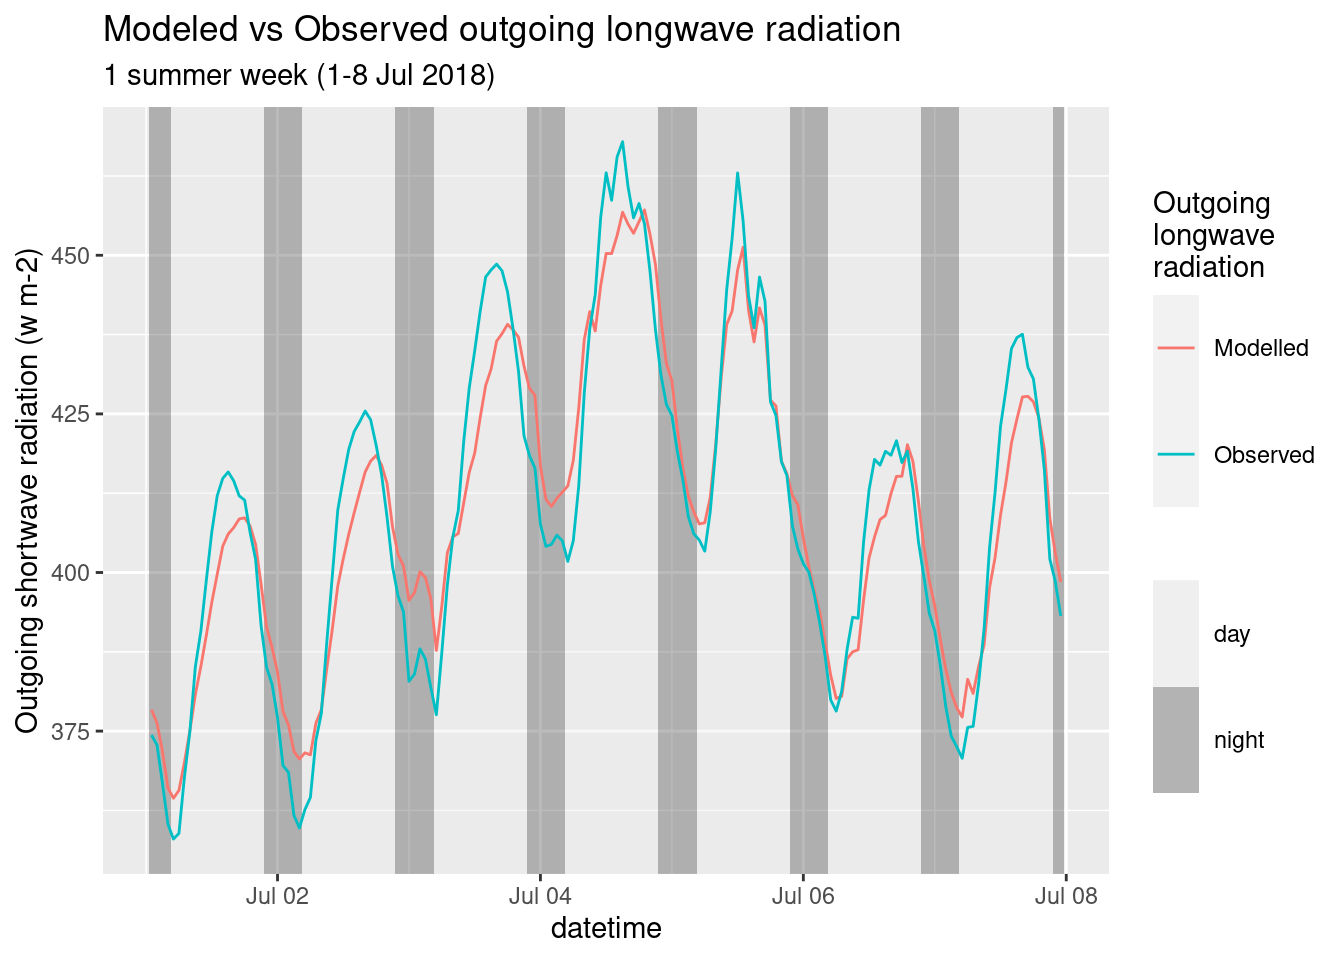 Modeled vs Observed outgoing longwave radiation
1 summer week (1-8 Jul 2018)
Outgoing shortwave radiation (w m-2)
450
425
400
375
Jul 02
Jul 04
Jul 06
Jul 08
datetime
Outgoing
longwave
radiation
Modelled
Observed
day
night